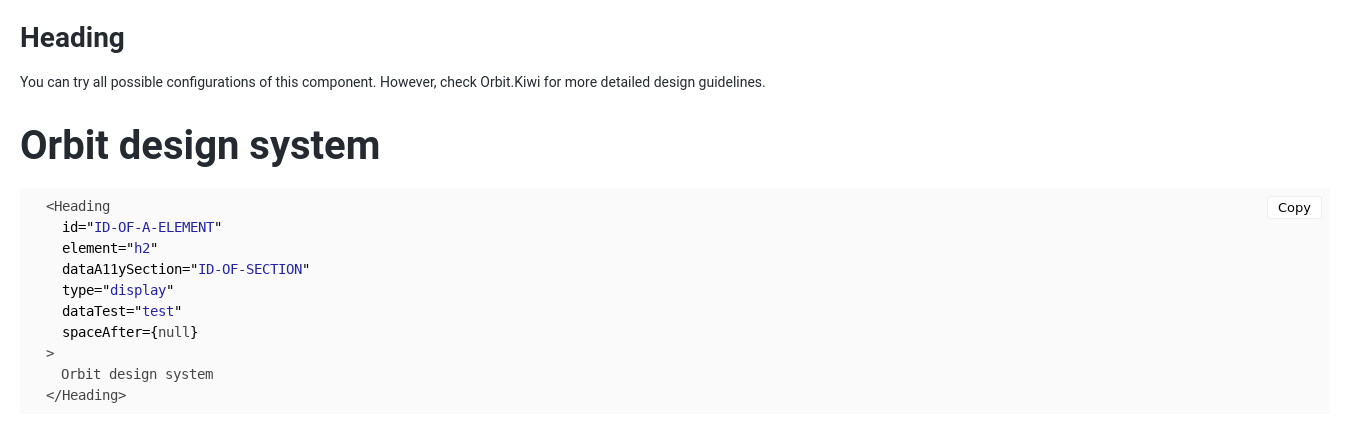 Heading
You can try all possible configurations of this component. However, check Orbit.Kiwi for more detailed design guidelines.
Orbit design system
Copy
<Heading
  id="ID-OF-A-ELEMENT"
  element="h2"
  dataA11ySection="ID-OF-SECTION"
  type="display"
  dataTest="test"
  spaceAfter={null}
>
  Orbit design system
</Heading>